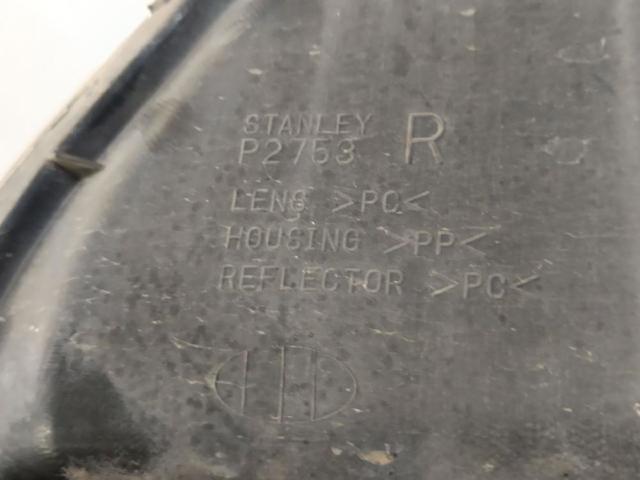 STANLEY R
P2753
LENS >PC<
HOUSING >PP<
REFLECTOR >PC<